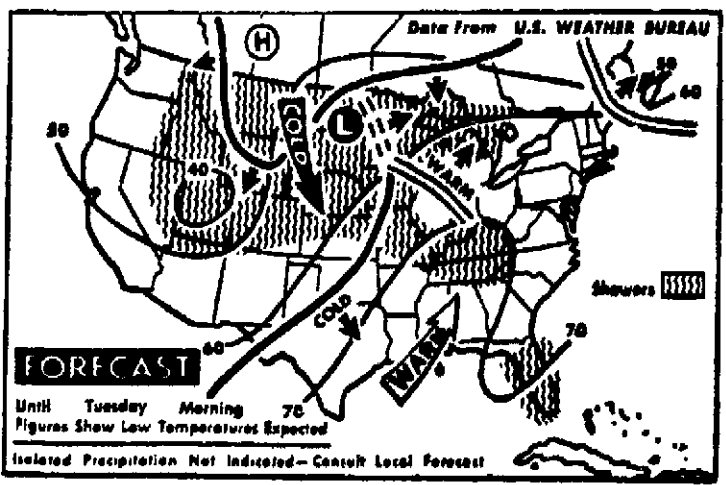 Data From U.S. WEATHER BUREAU
H
50
60
50
COLD
L
40
WARM
Showers
COLD
60
70
WARM
FORECAST
Until Tuesday Morning 70
Figures Show Low Temperatures Expected
Isolated Precipitation Not Indicated—Consult Local Forecast